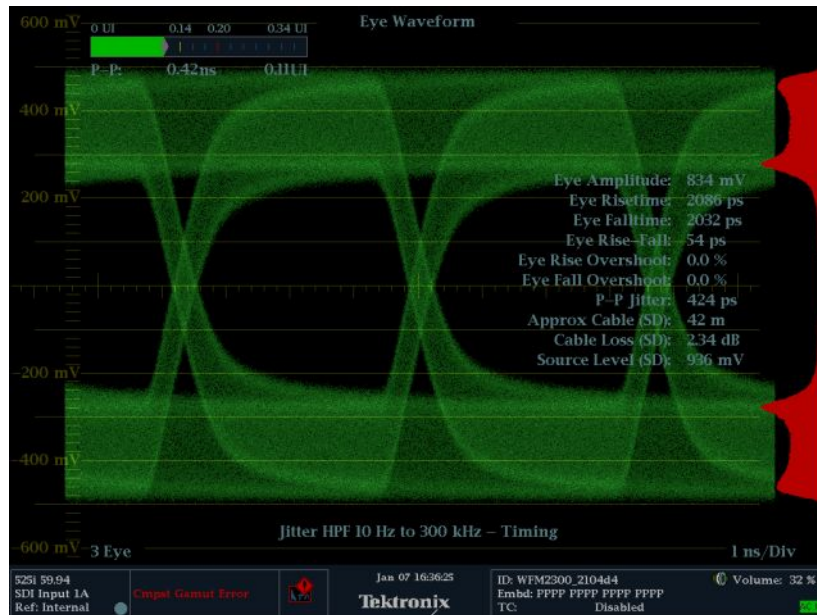 600 mV
0 UI 0.14 0.20 0.34 UI
Eye Waveform
P-P: 0.42ns 0.11UI
400 mV
200 mV
Eye Amplitude: 834 mV
Eye Risetime: 2086 ps
Eye Falltime: 2032 ps
Eye Rise-Fall: 54 ps
Eye Rise Overshoot: 0.0 %
Eye Fall Overshoot: 0.0 %
P-P Jitter: 424 ps
Approx Cable (SD): 42 m
Cable Loss (SD): 2.34 dB
Source Level (SD): 936 mV
-200 mV
-400 mV
Jitter HPF 10 Hz to 300 kHz - Timing
-600 mV
3 Eye
1 ns/Div
525i 59.94
SDI Input 1A
Ref: Internal
Cmpst Gamut Error
Jan 07 16:36:25
Tektronix
ID: WFM2300_2104d4
Embd: PPPP PPPP PPPP PPPP
TC: Disabled
Volume: 32 %